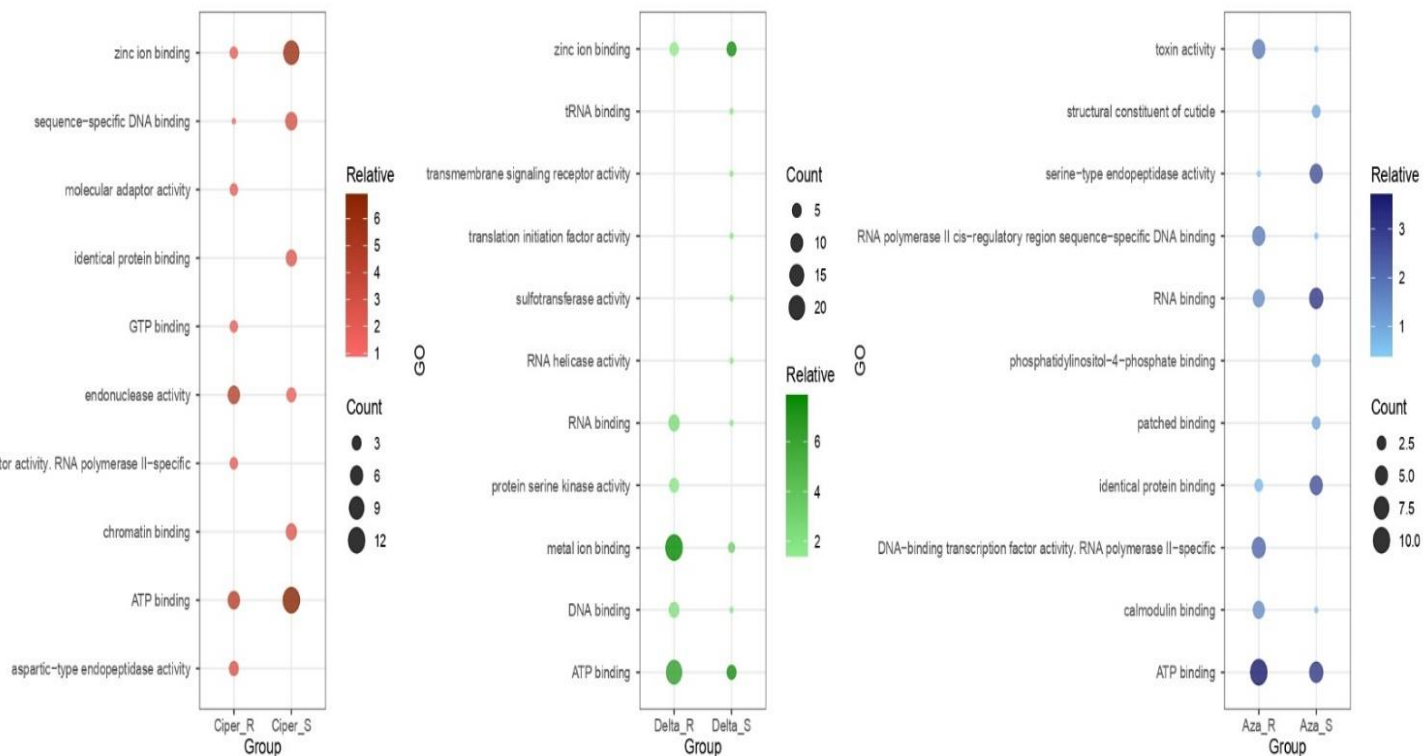 zinc ion binding
sequence-specific DNA binding
molecular adaptor activity
identical protein binding
GTP binding
endonuclease activity
tor activity. RNA polymerase II-specific
chromatin binding
ATP binding
aspartic-type endopeptidase activity
Ciper_R Ciper_S
Group
Relative
6
5
4
3
2
1
Count
3
6
9
12
GO
zinc ion binding
tRNA binding
transmembrane signaling receptor activity
translation initiation factor activity
sulfotransferase activity
RNA helicase activity
RNA binding
protein serine kinase activity
metal ion binding
DNA binding
ATP binding
Delta_R Delta_S
Group
Count
5
10
15
20
Relative
6
4
2
GO
toxin activity
structural constituent of cuticle
serine-type endopeptidase activity
RNA polymerase II cis-regulatory region sequence-specific DNA binding
RNA binding
phosphatidylinositol-4-phosphate binding
patched binding
identical protein binding
DNA-binding transcription factor activity. RNA polymerase II-specific
calmodulin binding
ATP binding
Aza_R Aza_S
Group
Relative
3
2
1
Count
2.5
5.0
7.5
10.0